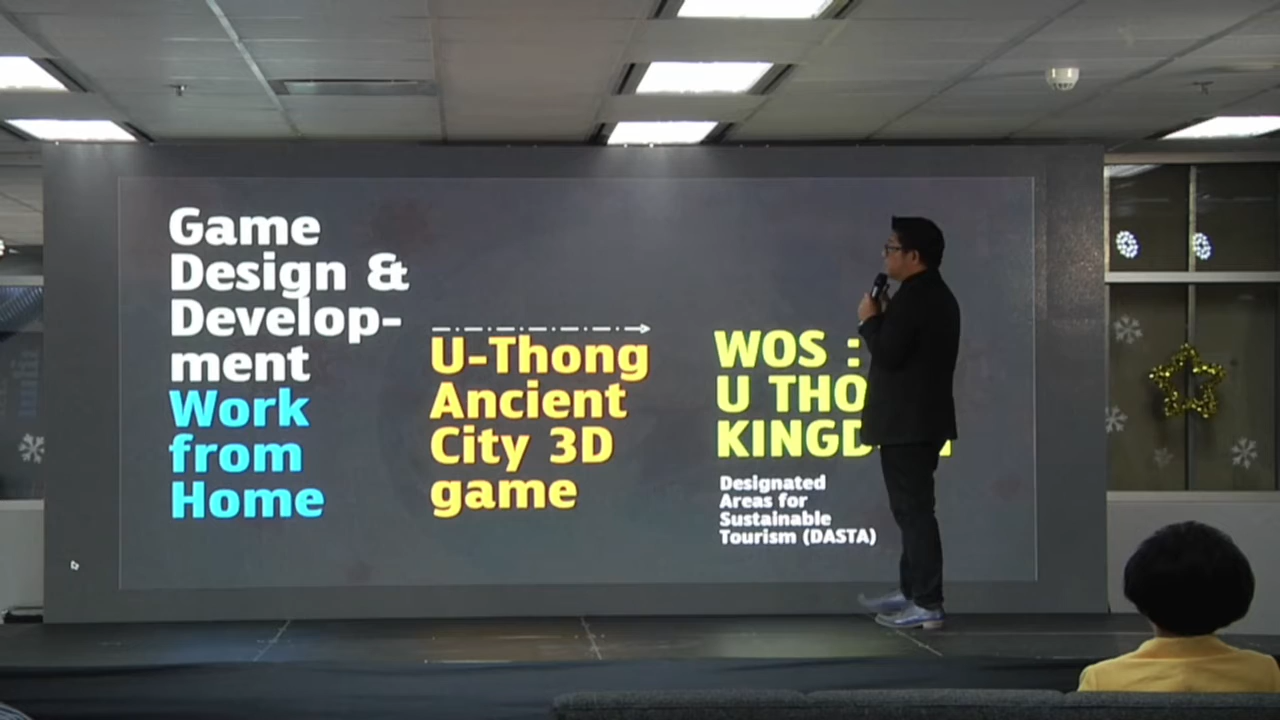 Game
Design &
Develop-
ment
Work
from
Home
U-Thong
Ancient
City 3D
game
WOS :
U THO
KINGD
Designated
Areas for
Sustainable
Tourism (DASTA)